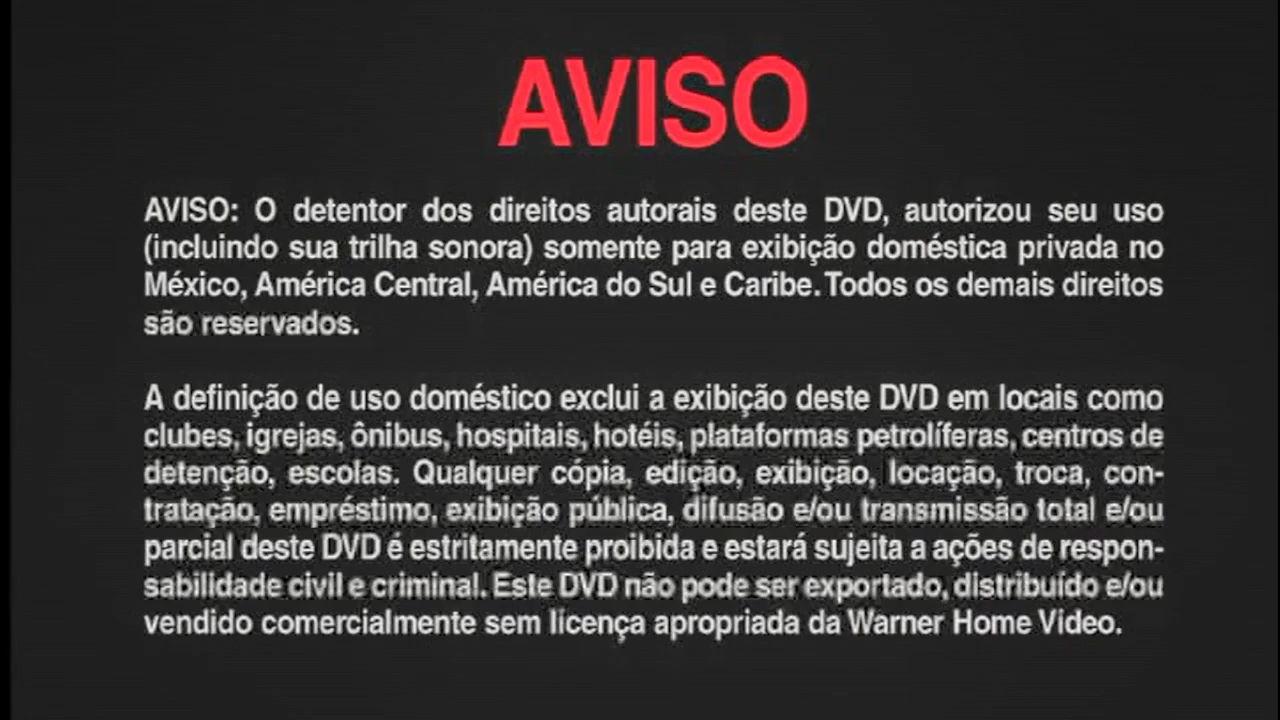 AVISO
AVISO: O detentor dos direitos autorais deste DVD, autorizou seu uso
(incluindo sua trilha sonora) somente para exibição doméstica privada no
México, América Central, América do Sul e Caribe. Todos os demais direitos
são reservados.
A definição de uso doméstico exclui a exibição deste DVD em locais como
clubes, igrejas, ônibus, hospitais, hotéis, plataformas petrolíferas, centros de
detenção, escolas. Qualquer cópia, edição, exibição, locação, troca, con-
tratação, empréstimo, exibição pública, difusão e/ou transmissão total e/ou
parcial deste DVD é estritamente proibida e estará sujeita a ações de respon-
sabilidade civil e criminal. Este DVD não pode ser exportado, distribuído e/ou
vendido comercialmente sem licença apropriada da Warner Home Video.